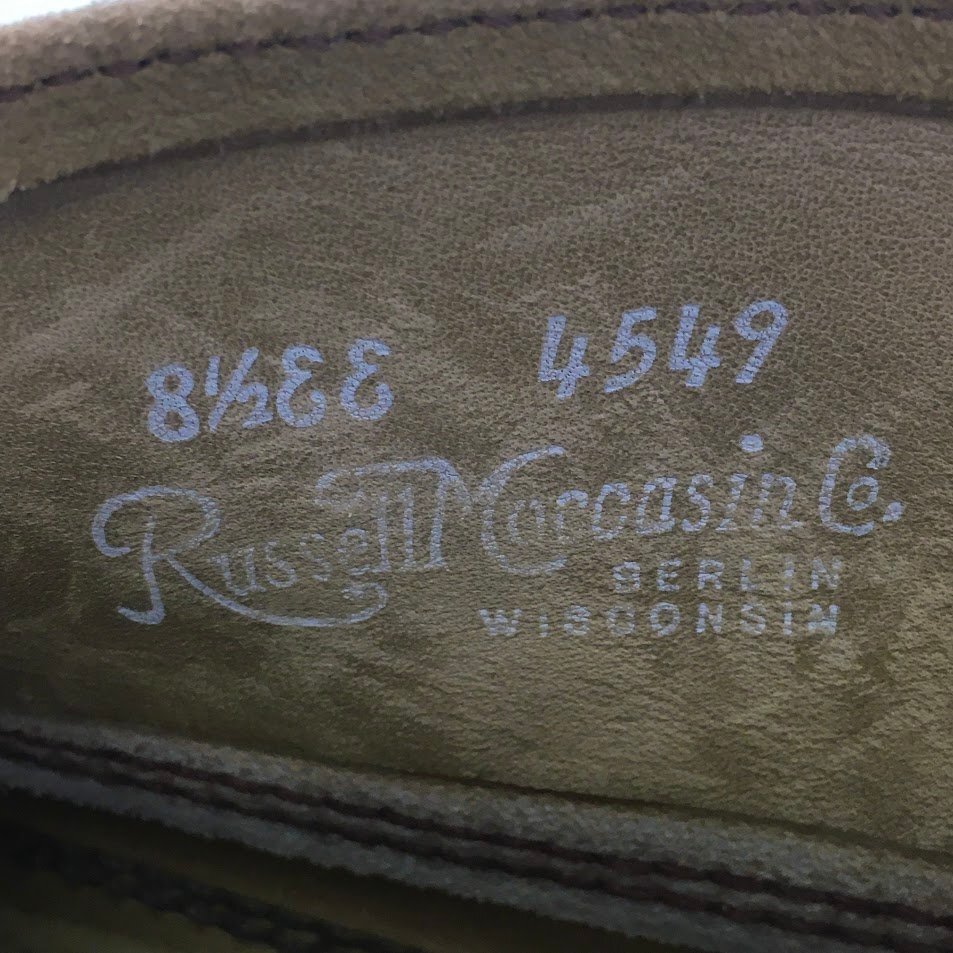 8½EE 4549
Russell Moccasin Co.
BERLIN
WISCONSIN